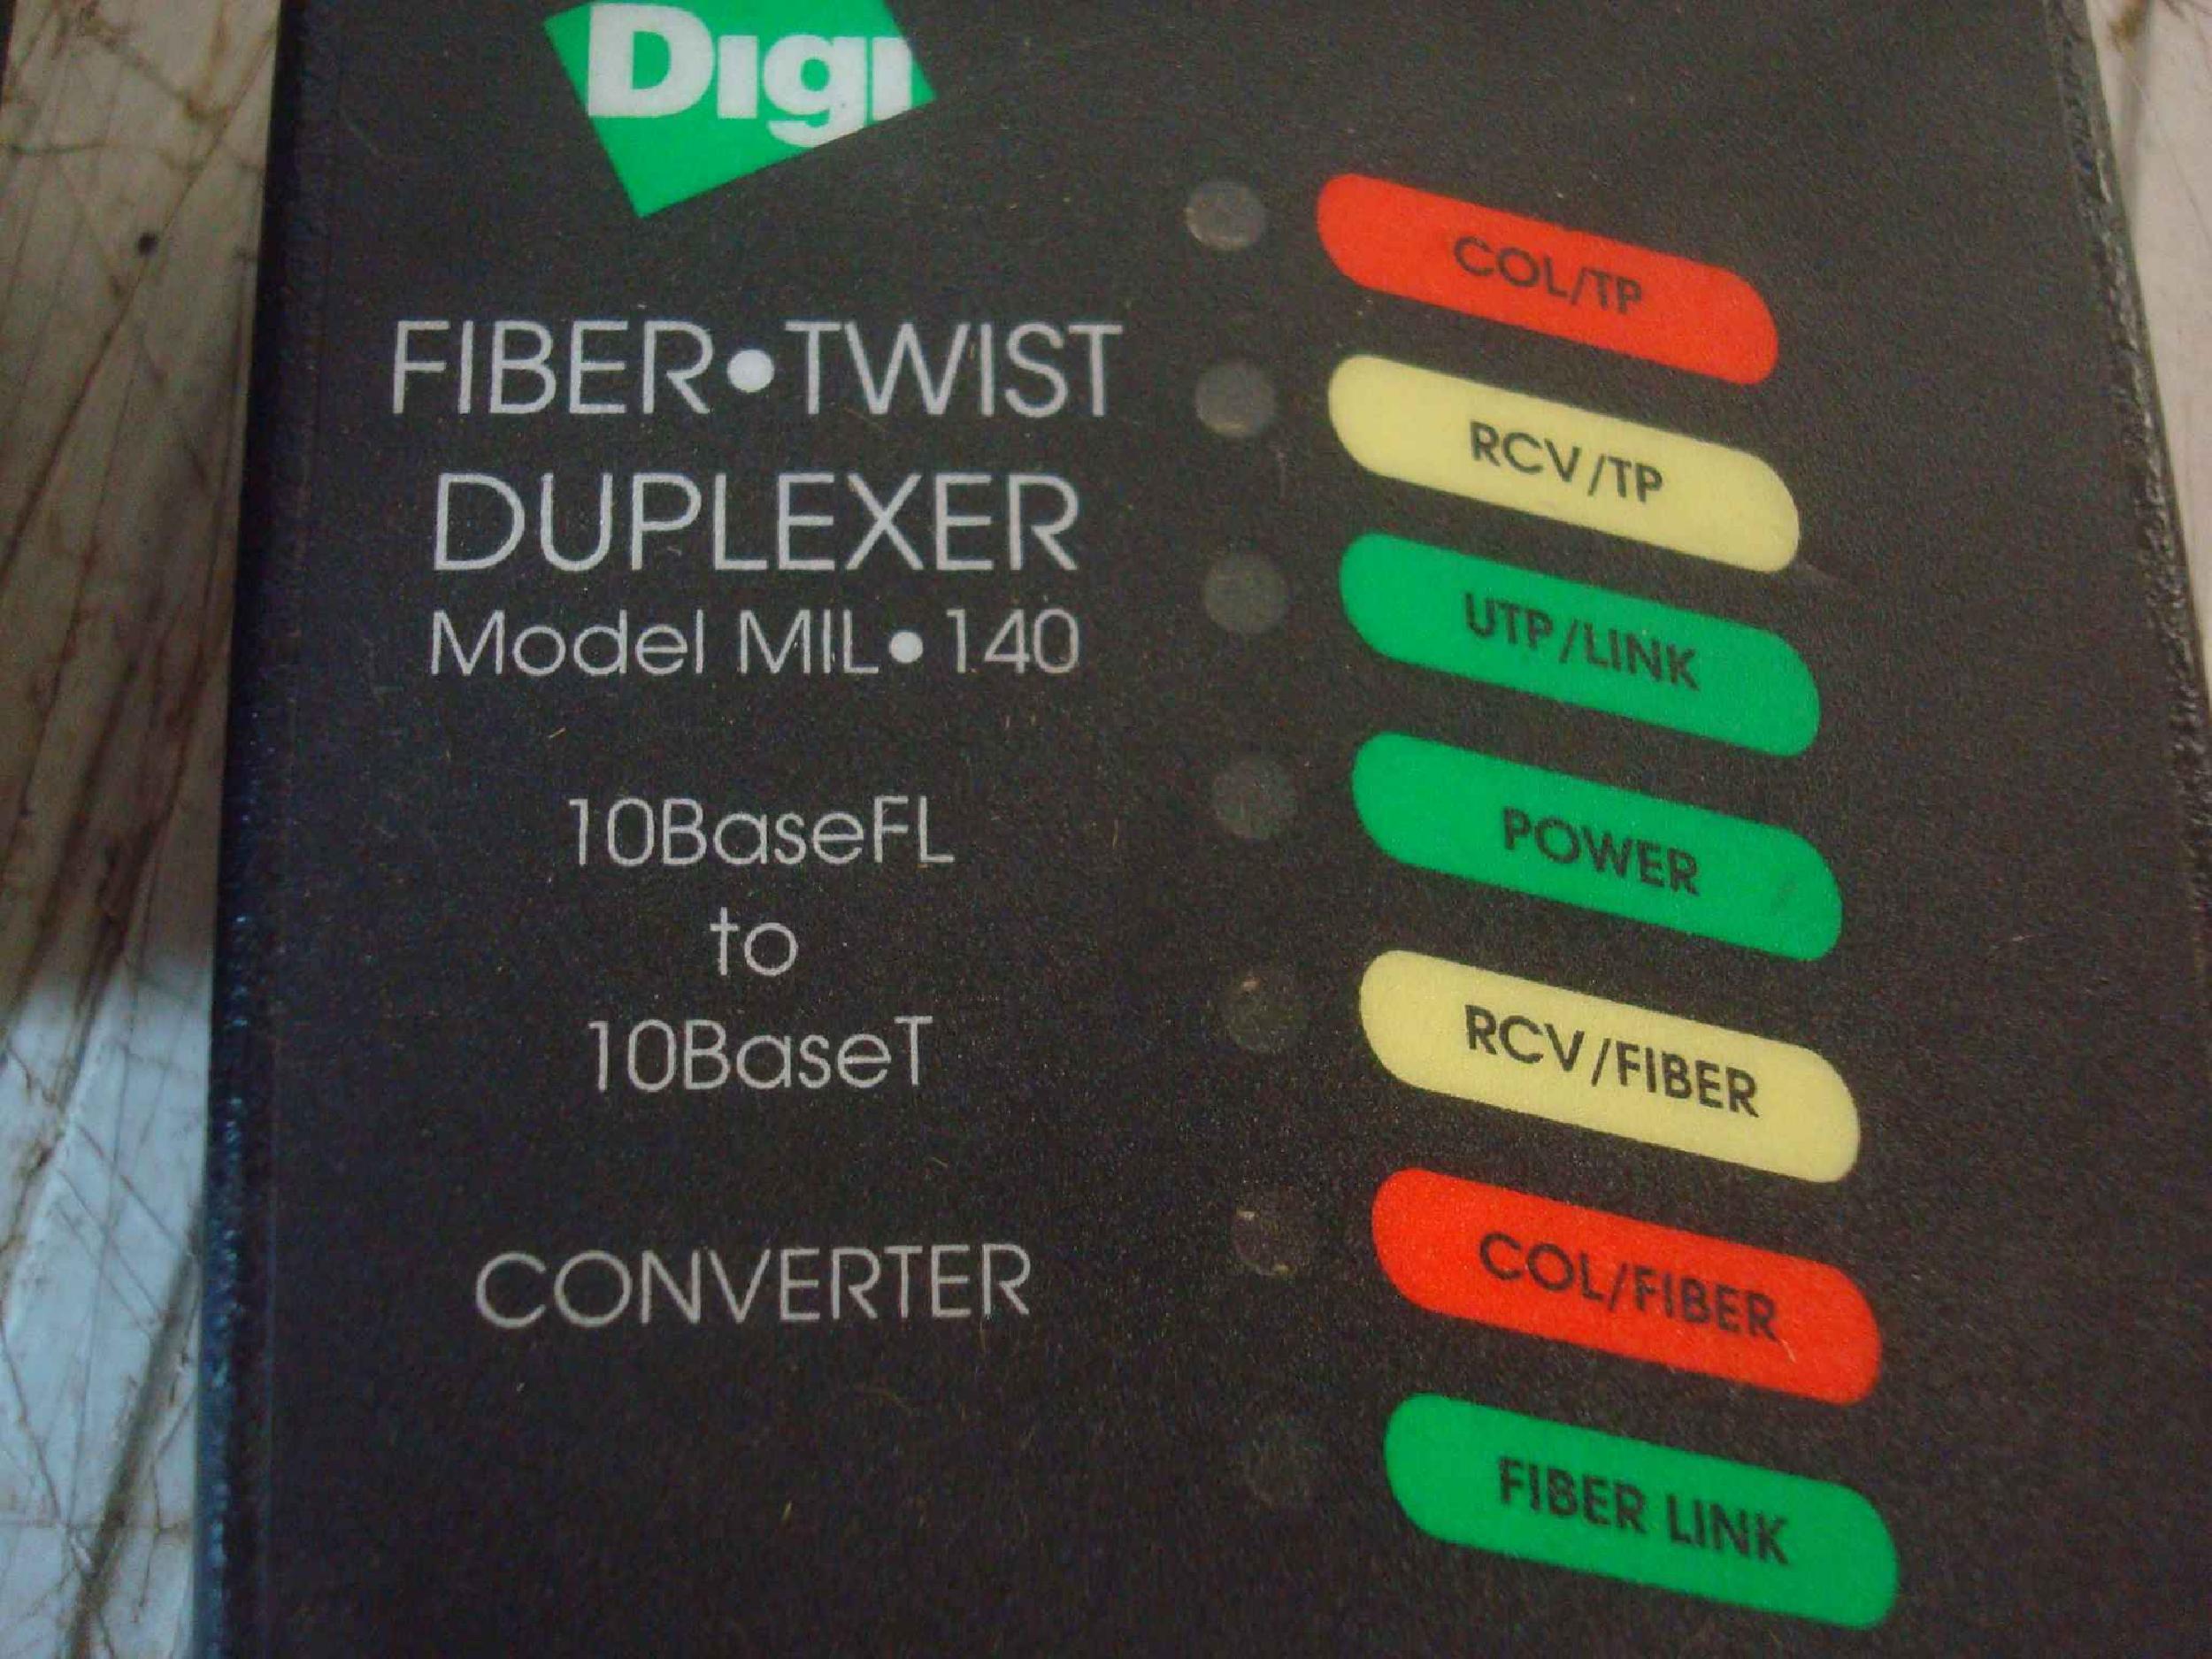 Digi
FIBER•TWIST
DUPLEXER
Model MIL•140
10BaseFL
to
10BaseT
CONVERTER
COL/TP
RCV/TP
UTP/LINK
POWER
RCV/FIBER
COL/FIBER
FIBER LINK